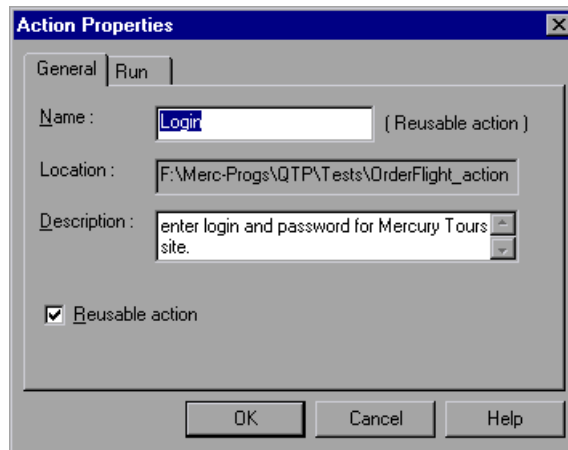 Action Properties
General Run
Name : Login ( Reusable action )
Location : F:\Merc-Progs\QTP\Tests\OrderFlight_action
Description : enter login and password for Mercury Tours
site.
Reusable action
OK Cancel Help